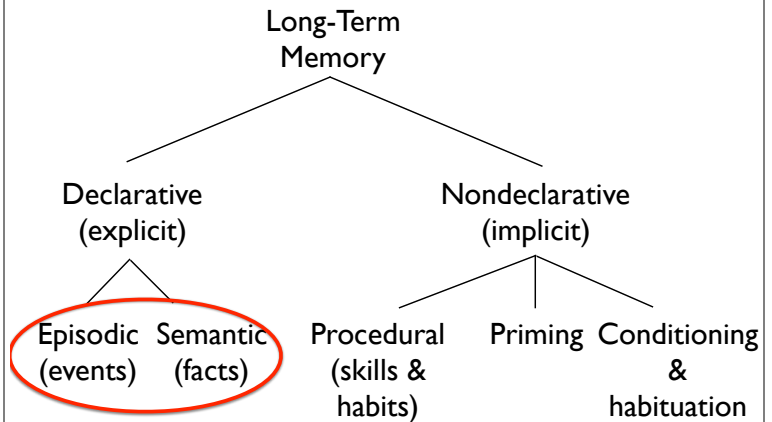 Long-Term
Memory
Declarative
(explicit)
Nondeclarative
(implicit)
Episodic
(events)
Semantic
(facts)
Procedural
(skills &
habits)
Priming
Conditioning
&
habituation